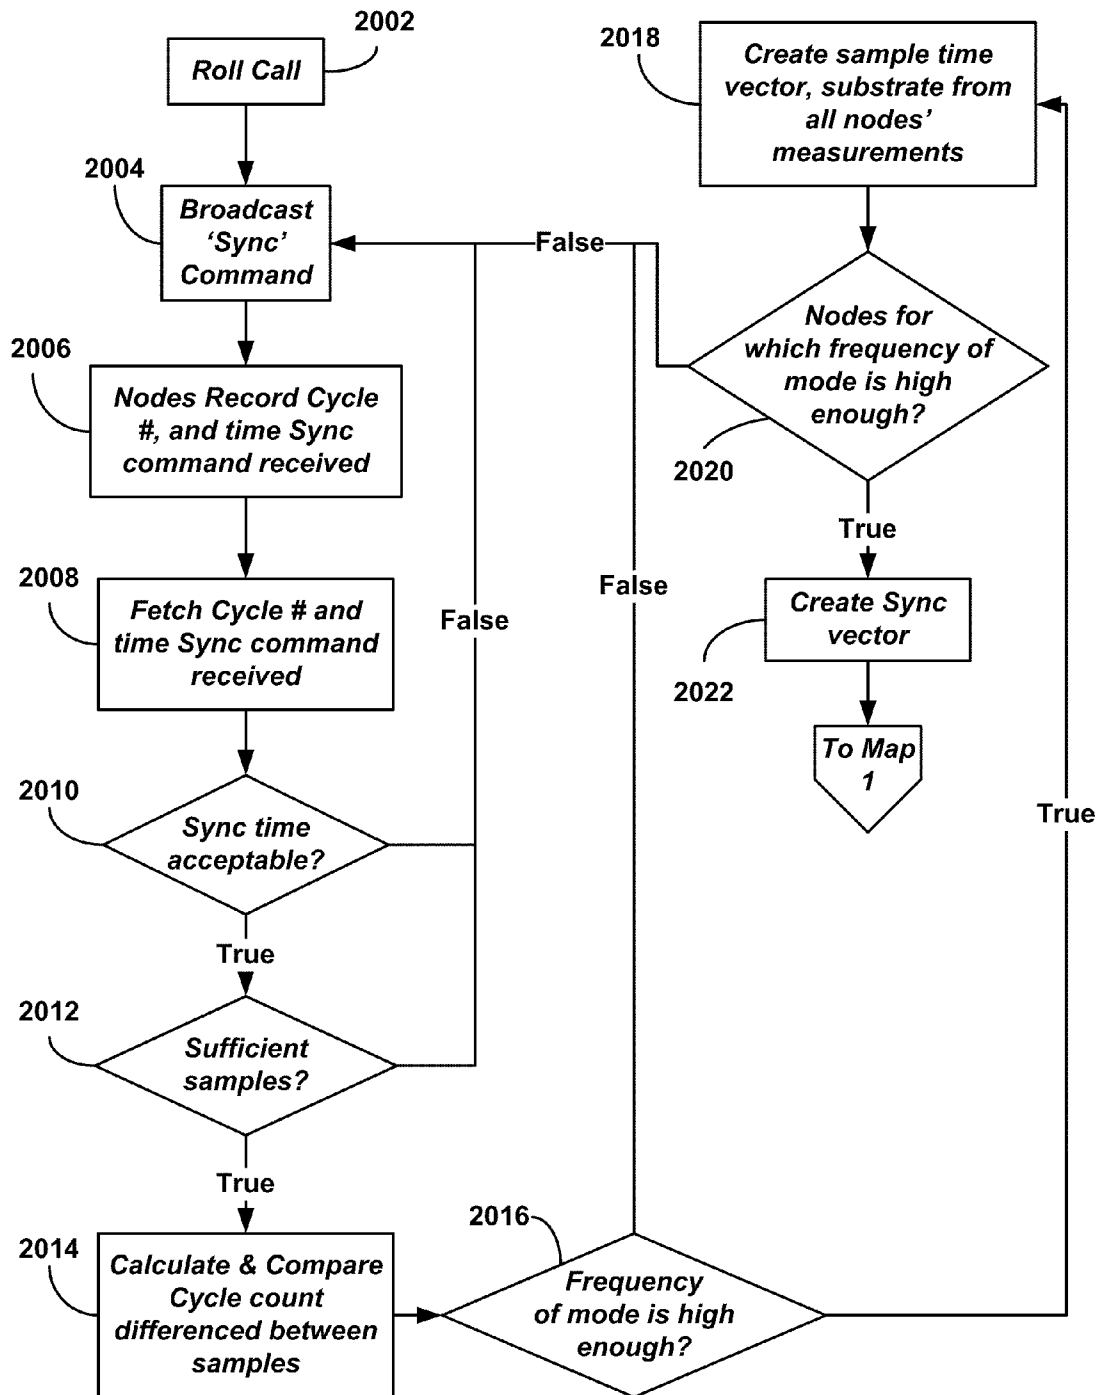 2002
Roll Call
2004
Broadcast
‘Sync’
Command
2006
Nodes Record Cycle
#, and time Sync
command received
2008
Fetch Cycle # and
time Sync command
received
2010
Sync time
acceptable?
True
2012
Sufficient
samples?
True
2014
Calculate & Compare
Cycle count
differenced between
samples
2016
Frequency
of mode is high
enough?
False
False
False
True
2018
Create sample time
vector, substrate from
all nodes’
measurements
Nodes for
which frequency of
mode is high
enough?
2020
True
Create Sync
vector
2022
To Map
1